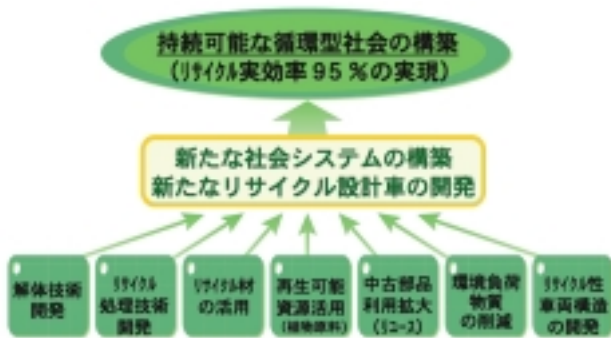 持続可能な循環型社会の構築
(ﾘｻｲｸﾙ実効率95%の実現)
新たな社会システムの構築
新たなリサイクル設計車の開発
解体技術
開発
ﾘｻｲｸﾙ
処理技術
開発
ﾘｻｲｸﾙ材
の活用
再生可能
資源活用
(植物原料)
中古部品
利用拡大
(ﾘﾕｰｽ)
環境負荷
物質
の削減
ﾘｻｲｸﾙ性
車両構造
の開発